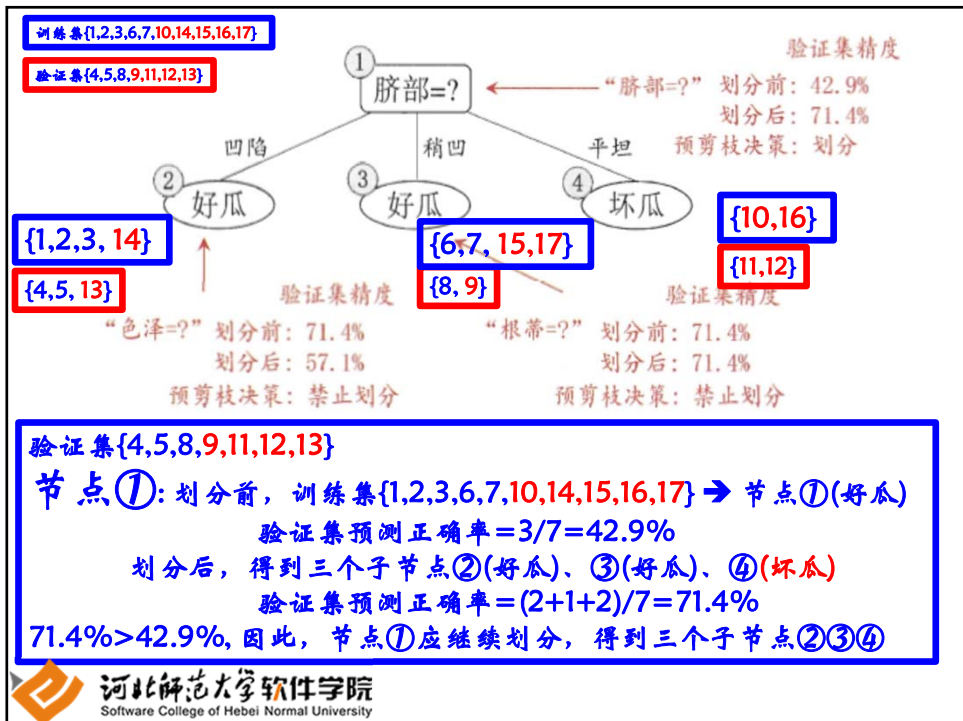 训练集{1,2,3,6,7,10,14,15,16,17}
验证集{4,5,8,9,11,12,13}
①
脐部=?
验证集精度
“脐部=?” 划分前: 42.9%
划分后: 71.4%
预剪枝决策: 划分
凹陷
稍凹
平坦
②
好瓜
③
好瓜
④
坏瓜
{1,2,3, 14}
{4,5, 13}
{6,7, 15,17}
{8, 9}
{10,16}
{11,12}
验证集精度
“色泽=?” 划分前: 71.4%
划分后: 57.1%
预剪枝决策: 禁止划分
验证集精度
“根蒂=?” 划分前: 71.4%
划分后: 71.4%
预剪枝决策: 禁止划分
验证集{4,5,8,9,11,12,13}
节点①: 划分前，训练集{1,2,3,6,7,10,14,15,16,17} ➔ 节点①(好瓜)
验证集预测正确率=3/7=42.9%
划分后，得到三个子节点②(好瓜)、③(好瓜)、④(坏瓜)
验证集预测正确率=(2+1+2)/7=71.4%
71.4%>42.9%, 因此，节点①应继续划分，得到三个子节点②③④
河北师范大学软件学院
Software College of Hebei Normal University